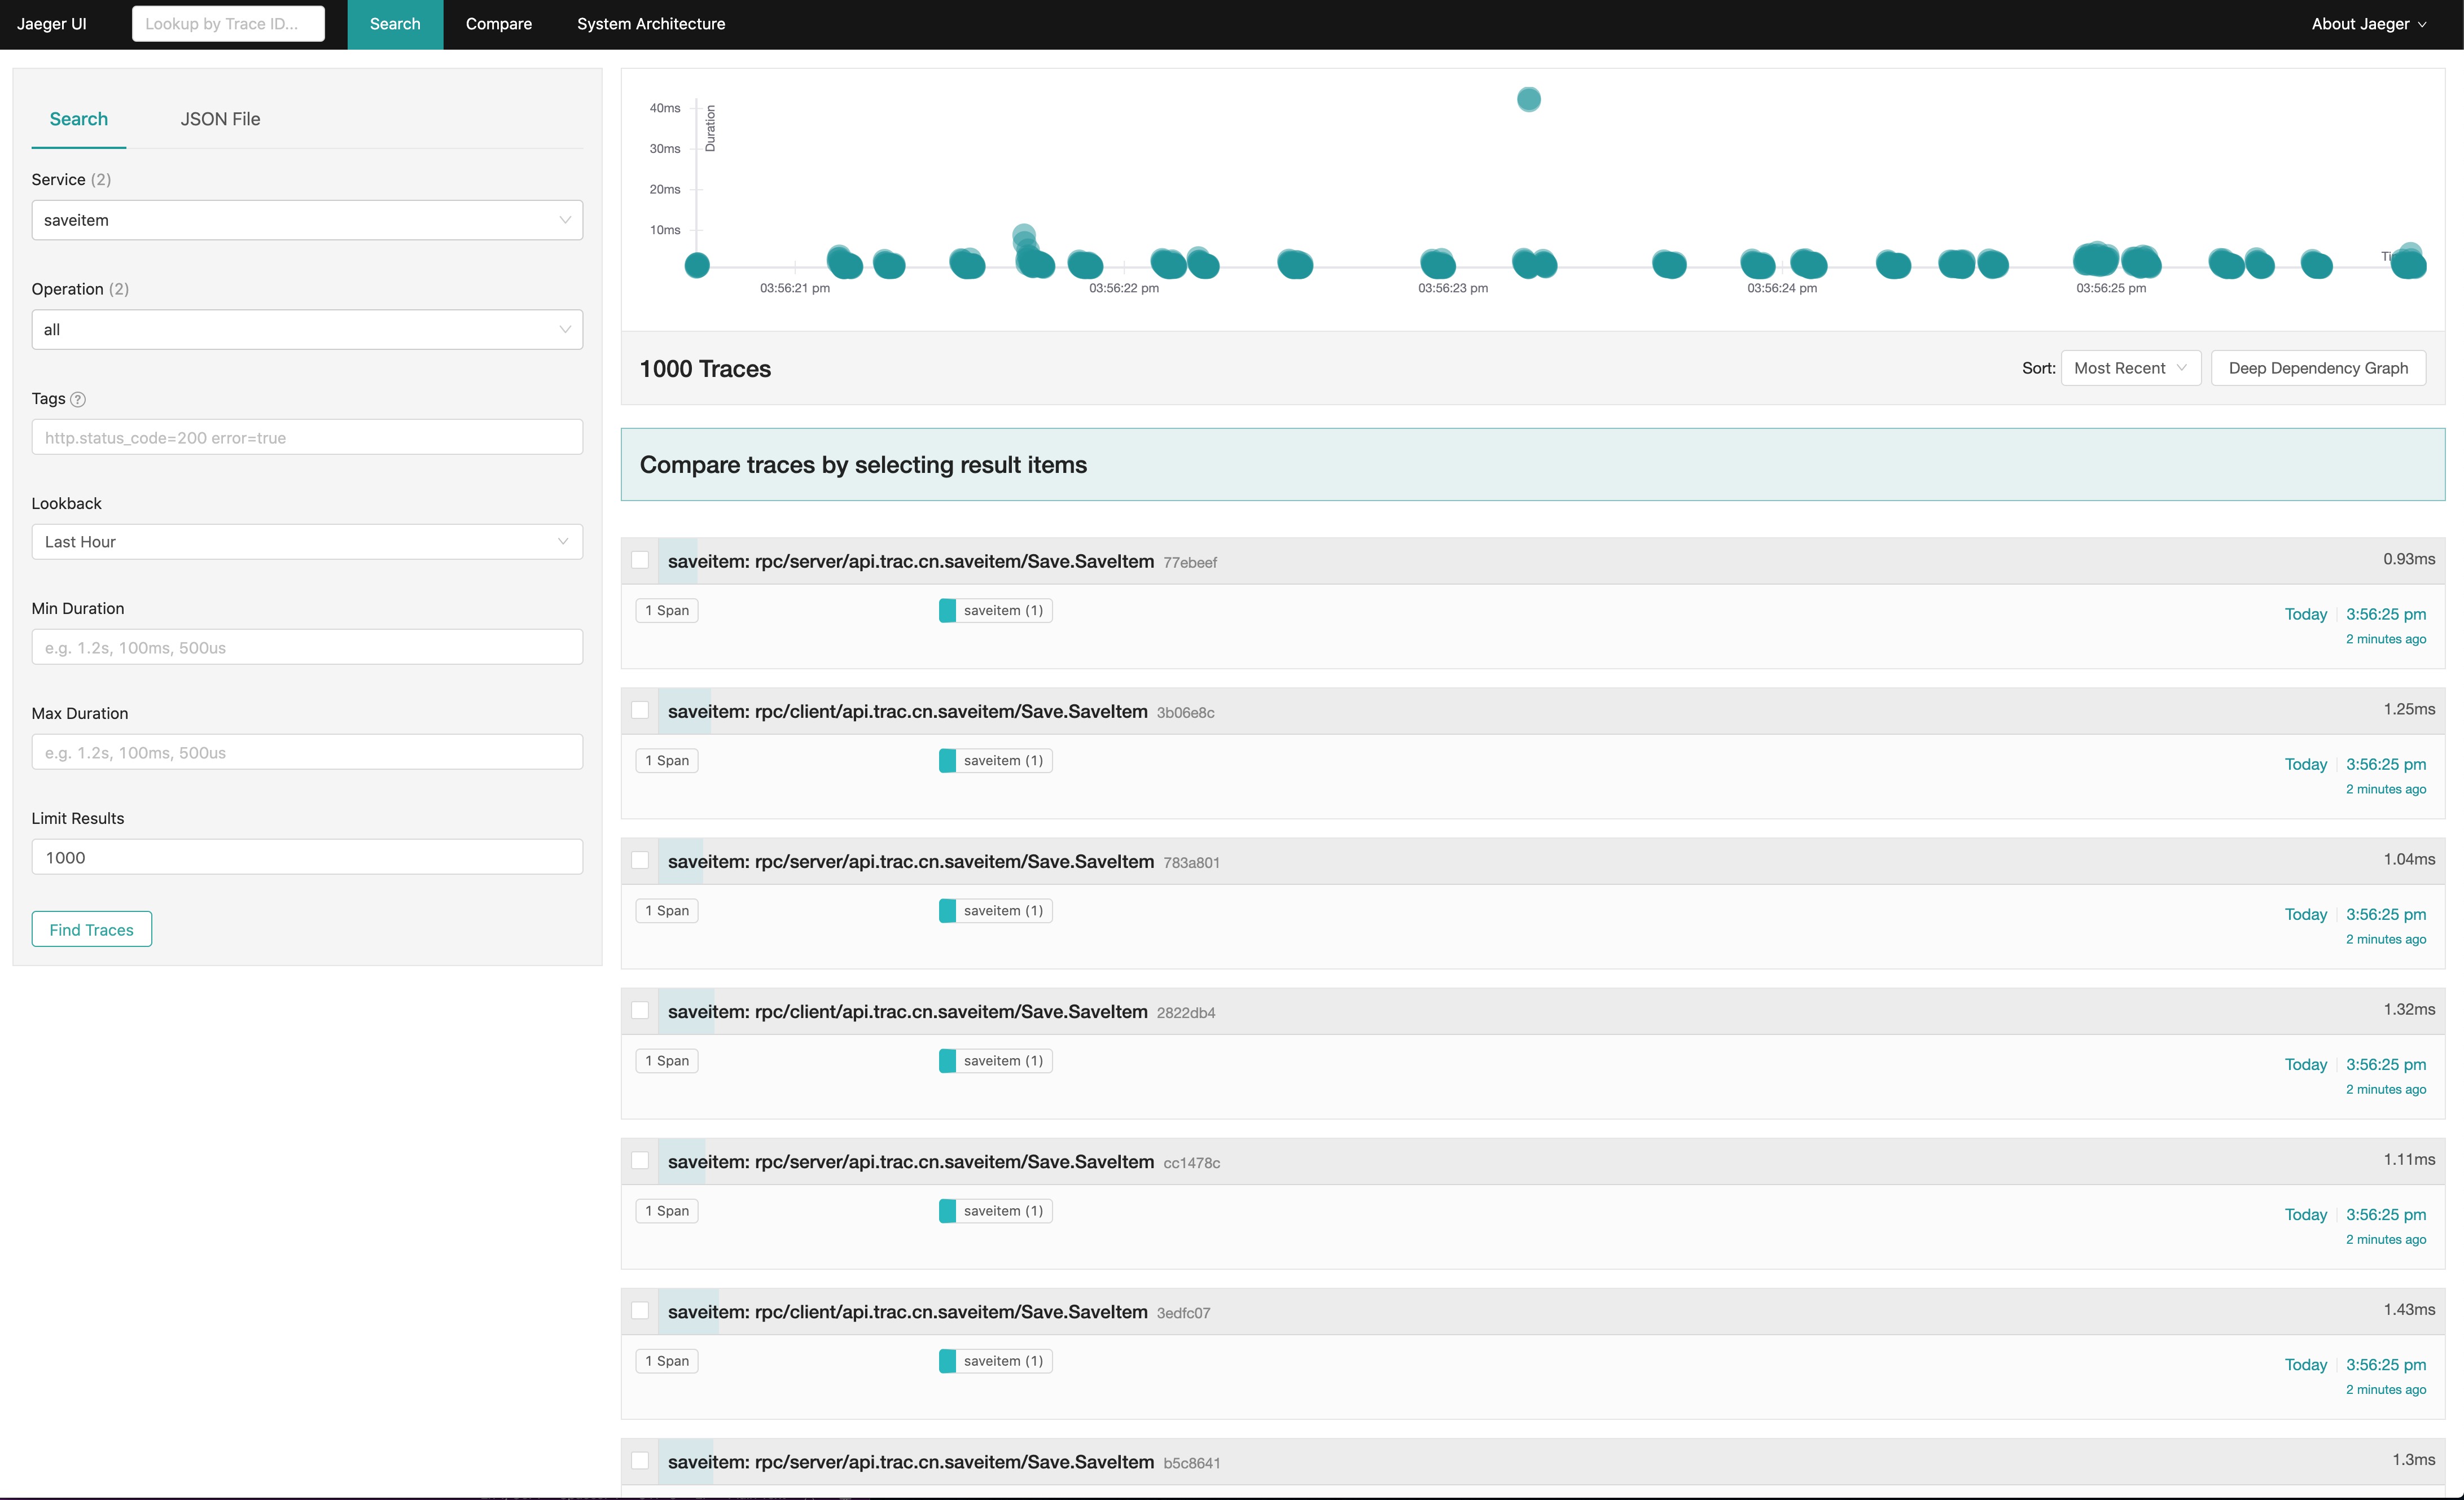 Jaeger UI
Lookup by Trace ID...
Search
Compare
System Architecture
About Jaeger
Search
JSON File
Service (2)
saveitem
Operation (2)
all
Tags ?
http.status_code=200 error=true
Lookback
Last Hour
Min Duration
e.g. 1.2s, 100ms, 500us
Max Duration
e.g. 1.2s, 100ms, 500us
Limit Results
1000
Find Traces
40ms
30ms
20ms
10ms
Duration
03:56:21 pm
03:56:22 pm
03:56:23 pm
03:56:24 pm
03:56:25 pm
1000 Traces
Sort: Most Recent
Deep Dependency Graph
Compare traces by selecting result items
saveitem: rpc/server/api.trac.cn.saveitem/Save.SaveItem 77ebeef 0.93ms
1 Span saveitem (1) Today 3:56:25 pm
2 minutes ago
saveitem: rpc/client/api.trac.cn.saveitem/Save.SaveItem 3b06e8c 1.25ms
1 Span saveitem (1) Today 3:56:25 pm
2 minutes ago
saveitem: rpc/server/api.trac.cn.saveitem/Save.SaveItem 783a801 1.04ms
1 Span saveitem (1) Today 3:56:25 pm
2 minutes ago
saveitem: rpc/client/api.trac.cn.saveitem/Save.SaveItem 2822db4 1.32ms
1 Span saveitem (1) Today 3:56:25 pm
2 minutes ago
saveitem: rpc/server/api.trac.cn.saveitem/Save.SaveItem cc1478c 1.11ms
1 Span saveitem (1) Today 3:56:25 pm
2 minutes ago
saveitem: rpc/client/api.trac.cn.saveitem/Save.SaveItem 3edfc07 1.43ms
1 Span saveitem (1) Today 3:56:25 pm
2 minutes ago
saveitem: rpc/server/api.trac.cn.saveitem/Save.SaveItem b5c8641 1.3ms